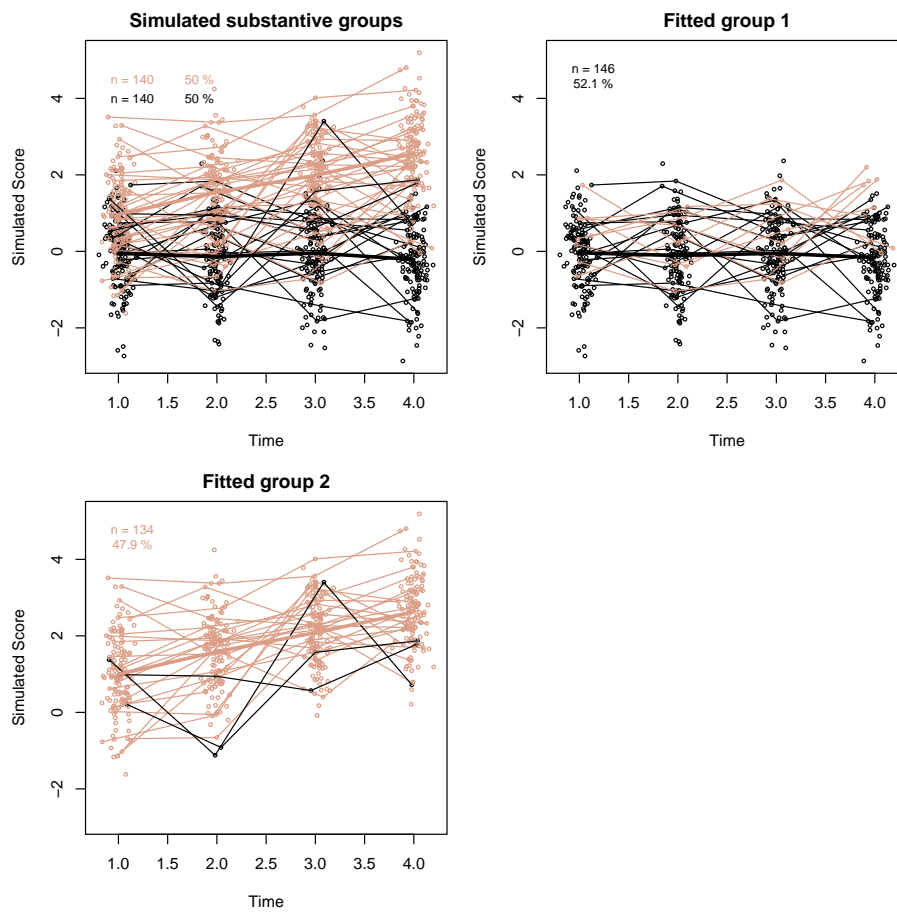 Simulated substantive groups
n = 140 50 %
n = 140 50 %
4
2
0
−2
Simulated Score
1.0 1.5 2.0 2.5 3.0 3.5 4.0
Time
Fitted group 1
n = 146
52.1 %
4
2
0
−2
Simulated Score
1.0 1.5 2.0 2.5 3.0 3.5 4.0
Time
Fitted group 2
n = 134
47.9 %
4
2
0
−2
Simulated Score
1.0 1.5 2.0 2.5 3.0 3.5 4.0
Time